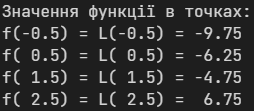 Значення функції в точках:
f(-0.5) = L(-0.5) = -9.75
f( 0.5) = L( 0.5) = -6.25
f( 1.5) = L( 1.5) = -4.75
f( 2.5) = L( 2.5) =  6.75